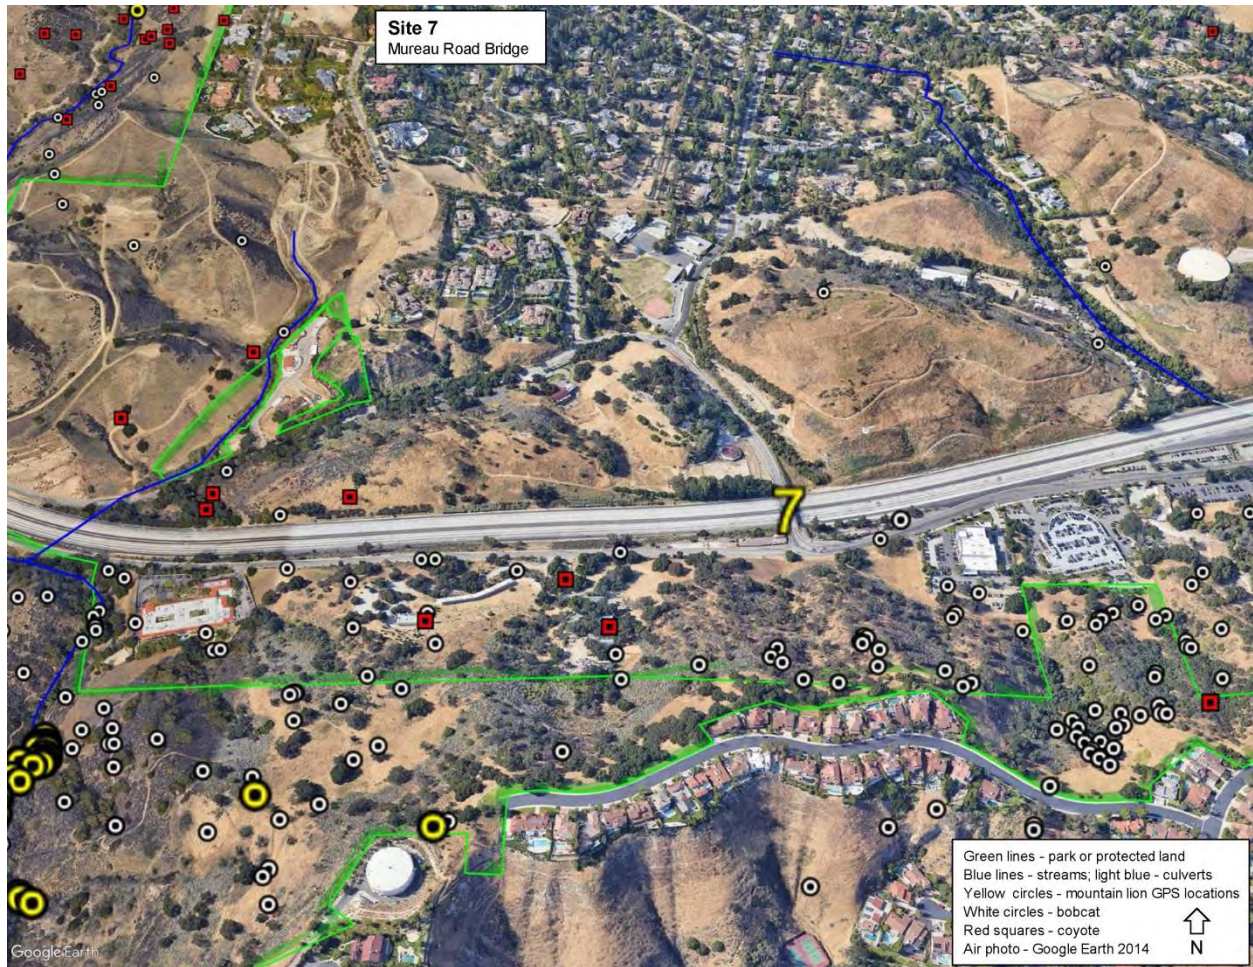 Site 7
Mureau Road Bridge
7
Green lines - park or protected land
Blue lines - streams; light blue - culverts
Yellow circles - mountain lion GPS locations
White circles - bobcat
Red squares - coyote
Air photo - Google Earth 2014
N
Google Earth